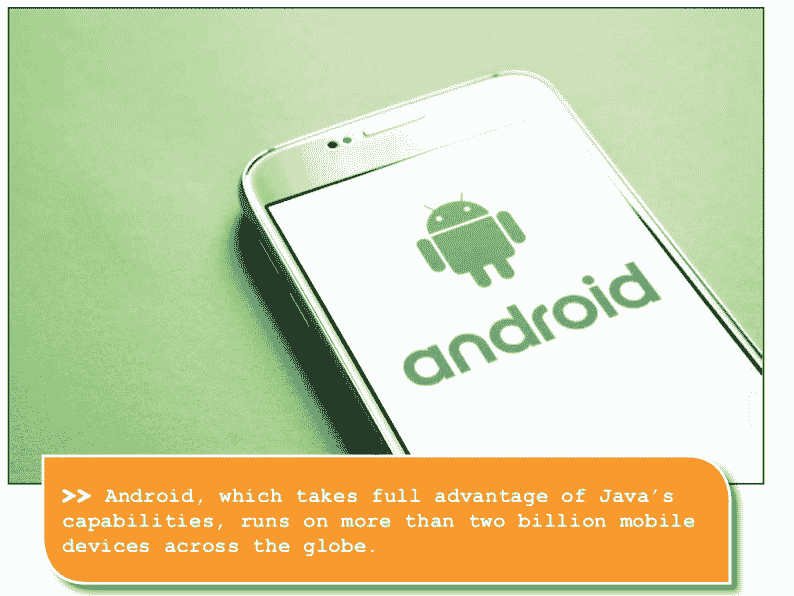 android
>> Android, which takes full advantage of Java's
capabilities, runs on more than two billion mobile
devices across the globe.